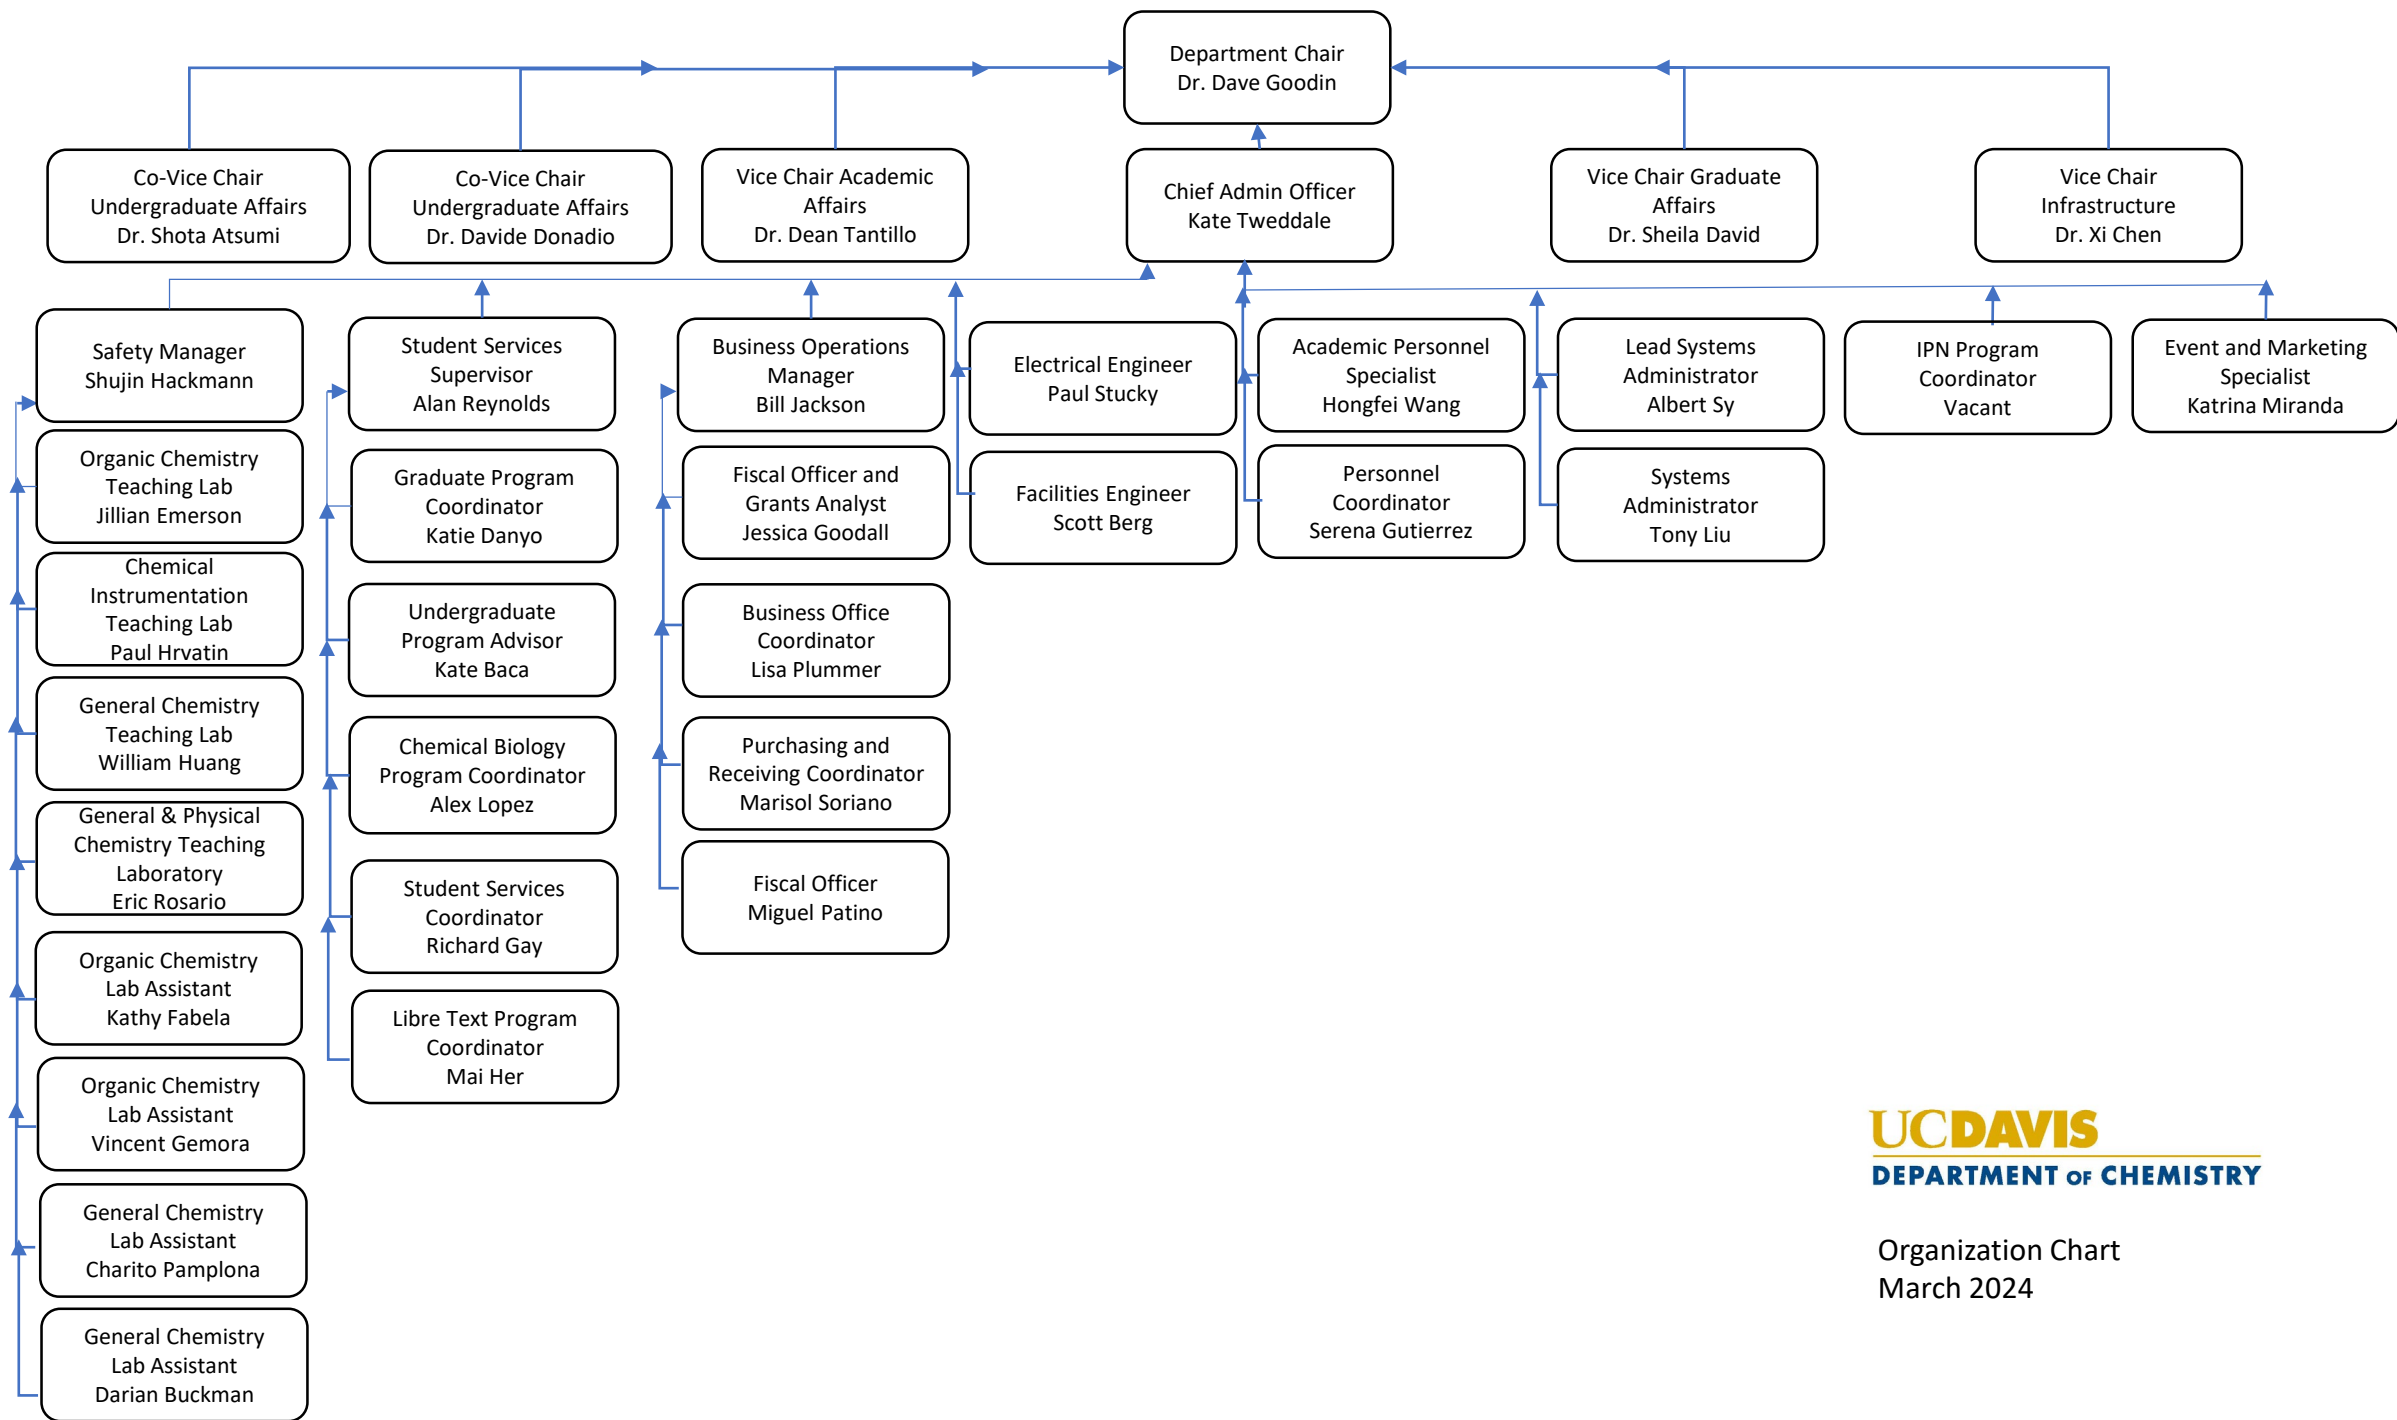 Department Chair
Dr. Dave Goodin
Co-Vice Chair
Undergraduate Affairs
Dr. Shota Atsumi
Co-Vice Chair
Undergraduate Affairs
Dr. Davide Donadio
Vice Chair Academic
Affairs
Dr. Dean Tantillo
Chief Admin Officer
Kate Tweddale
Vice Chair Graduate
Affairs
Dr. Sheila David
Vice Chair
Infrastructure
Dr. Xi Chen
Safety Manager
Shujin Hackmann
Student Services
Supervisor
Alan Reynolds
Business Operations
Manager
Bill Jackson
Electrical Engineer
Paul Stucky
Academic Personnel
Specialist
Hongfei Wang
Lead Systems
Administrator
Albert Sy
IPN Program
Coordinator
Vacant
Event and Marketing
Specialist
Katrina Miranda
Organic Chemistry
Teaching Lab
Jillian Emerson
Graduate Program
Coordinator
Katie Danyo
Fiscal Officer and
Grants Analyst
Jessica Goodall
Facilities Engineer
Scott Berg
Personnel
Coordinator
Serena Gutierrez
Systems
Administrator
Tony Liu
Chemical
Instrumentation
Teaching Lab
Paul Hrvatin
Undergraduate
Program Advisor
Kate Baca
Business Office
Coordinator
Lisa Plummer
General Chemistry
Teaching Lab
William Huang
Chemical Biology
Program Coordinator
Alex Lopez
Purchasing and
Receiving Coordinator
Marisol Soriano
General & Physical
Chemistry Teaching
Laboratory
Eric Rosario
Student Services
Coordinator
Richard Gay
Fiscal Officer
Miguel Patino
Organic Chemistry
Lab Assistant
Kathy Fabela
Libre Text Program
Coordinator
Mai Her
Organic Chemistry
Lab Assistant
Vincent Gemora
General Chemistry
Lab Assistant
Charito Pamplona
General Chemistry
Lab Assistant
Darian Buckman
UCDAVIS
DEPARTMENT OF CHEMISTRY
Organization Chart
March 2024